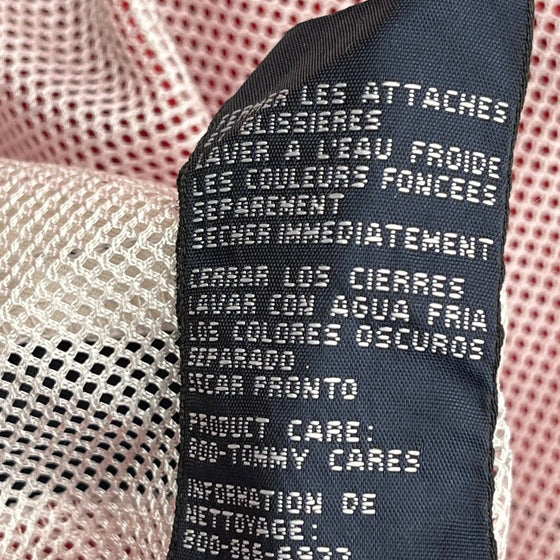 LES ATTACHES
GLISSIERES
LAVER A L'EAU FROIDE
LES COULEURS FONCEES
SEPAREMENT
SECHER IMMEDIATEMENT
CERRAR LOS CIERRES
LAVAR CON AGUA FRIA
LOS COLORES OSCUROS
SEPARADO
SECAR PRONTO
PRODUCT CARE:
800-TOMMY CARES
INFORMATION DE
NETTOYAGE: